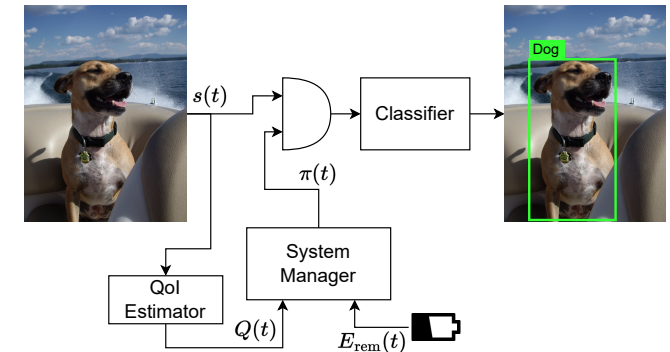 Dog
s(t)
Classifier
π(t)
System
Manager
QoI
Estimator
Q(t)
E_rem(t)